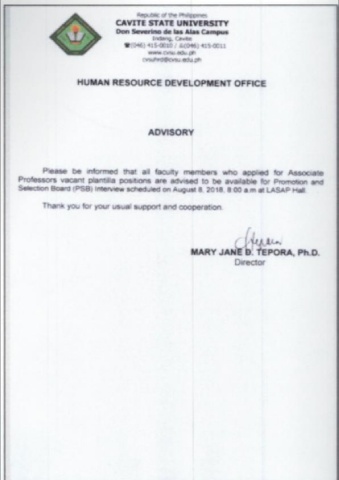 Republic of the Philippines
CAVITE STATE UNIVERSITY
Don Severino de las Alas Campus
Indang, Cavite
☎(046) 415-0010 / (046) 415-0011
www.cvsu.edu.ph
cvsuhrd@cvsu.edu.ph
HUMAN RESOURCE DEVELOPMENT OFFICE
ADVISORY
Please be informed that all faculty members who applied for Associate
Professors vacant plantilla positions are advised to be available for Promotion and
Selection Board (PSB) Interview scheduled on August 8, 2018, 8:00 a.m at LASAP Hall.
Thank you for your usual support and cooperation.
MARY JANE D. TEPORA, Ph.D.
Director